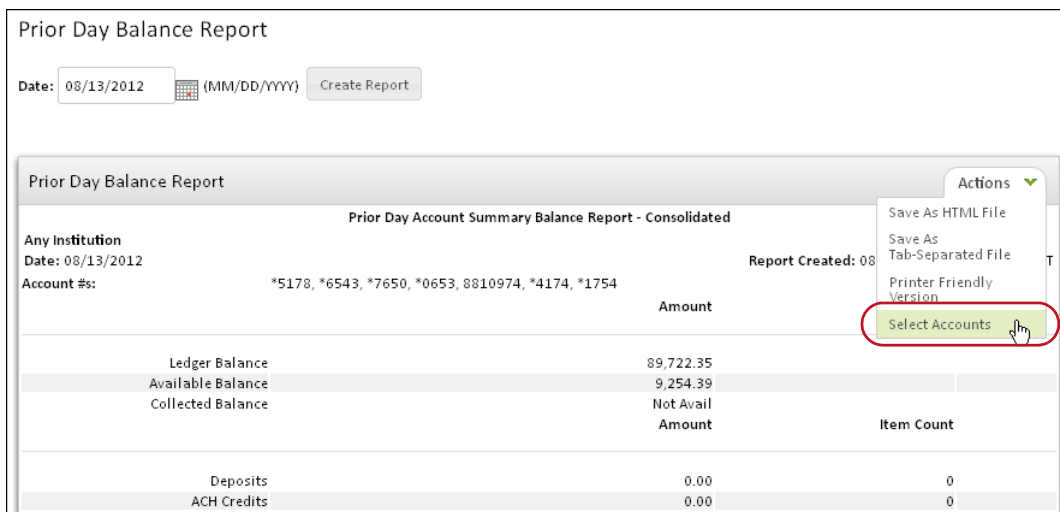 Prior Day Balance Report
Date: 08/13/2012 (MM/DD/YYYY) Create Report
Prior Day Balance Report
Actions
Prior Day Account Summary Balance Report - Consolidated
Any Institution
Date: 08/13/2012
Report Created: 08
T
Account #s: *5178, *6543, *7650, *0653, 8810974, *4174, *1754
Amount
Save As HTML File
Save As
Tab-Separated File
Printer Friendly
Version
Select Accounts
Ledger Balance 89,722.35
Available Balance 9,254.39
Collected Balance Not Avail
Amount Item Count
Deposits 0.00 0
ACH Credits 0.00 0